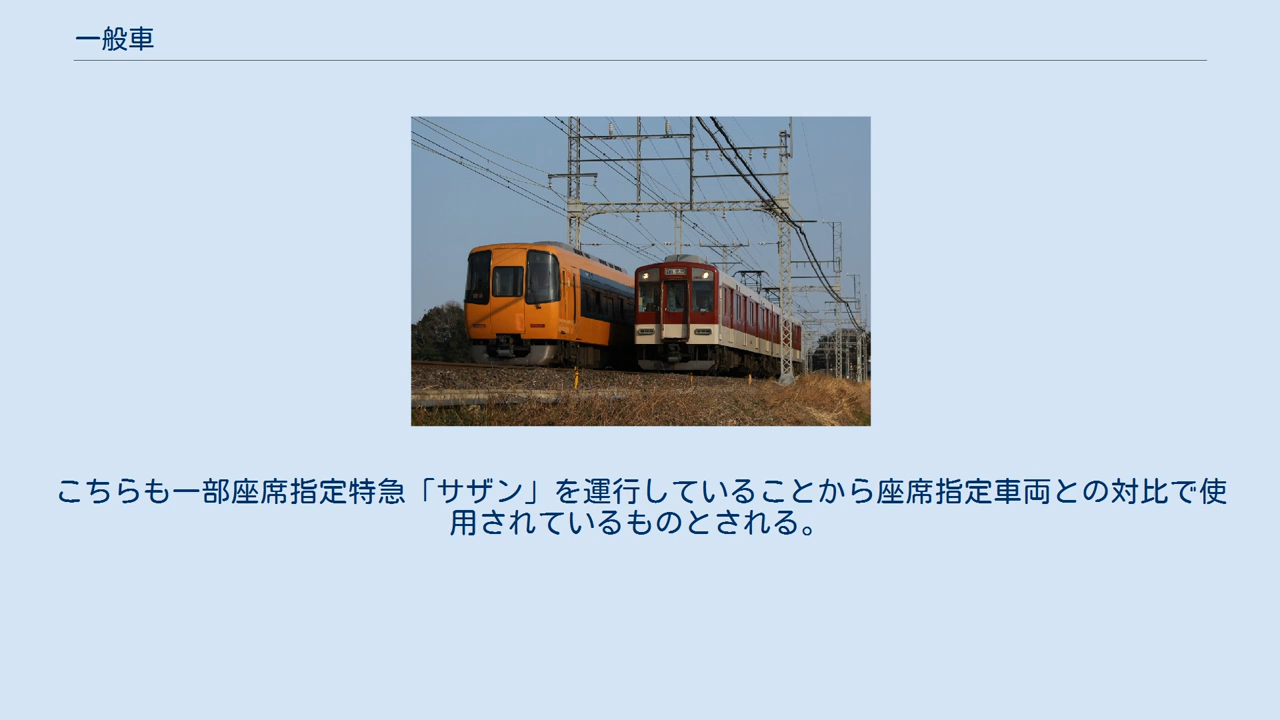 一般車
こちらも一部座席指定特急「サザン」を運行していることから座席指定車両との対比で使
用されているものとされる。